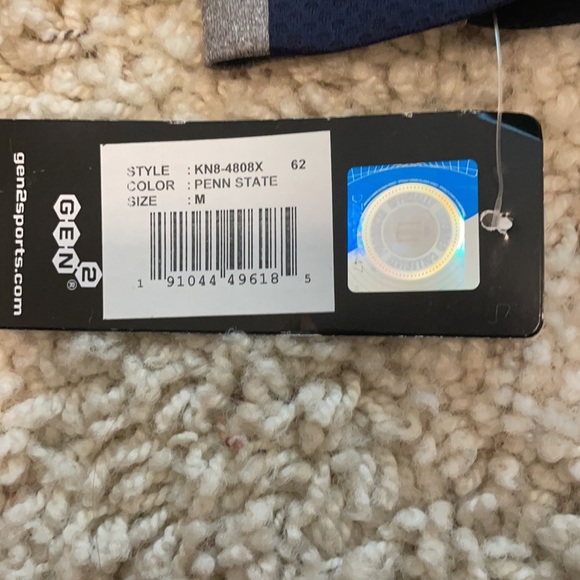 gen2sports.com
GEN2®
STYLE : KN8-4808X 62
COLOR : PENN STATE
SIZE : M
1 91044 49618 5